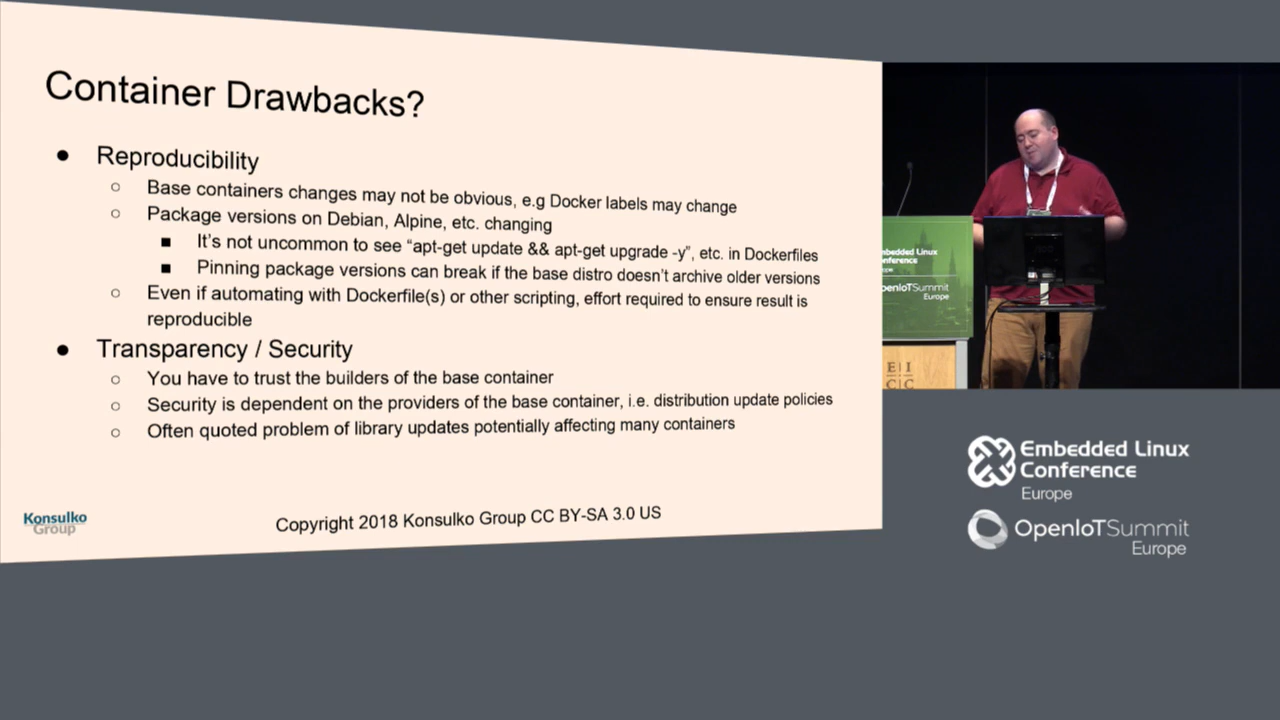 Container Drawbacks?
● Reproducibility
○ Base containers changes may not be obvious, e.g Docker labels may change
○ Package versions on Debian, Alpine, etc. changing
■ It’s not uncommon to see “apt-get update && apt-get upgrade -y”, etc. in Dockerfiles
■ Pinning package versions can break if the base distro doesn’t archive older versions
○ Even if automating with Dockerfile(s) or other scripting, effort required to ensure result is
reproducible
● Transparency / Security
○ You have to trust the builders of the base container
○ Security is dependent on the providers of the base container, i.e. distribution update policies
○ Often quoted problem of library updates potentially affecting many containers
Konsulko
Group
Copyright 2018 Konsulko Group CC BY-SA 3.0 US
Linux
OpenIoTSummit
Europe
E|I
C|C
Embedded Linux
Conference
Europe
OpenIoTSummit
Europe